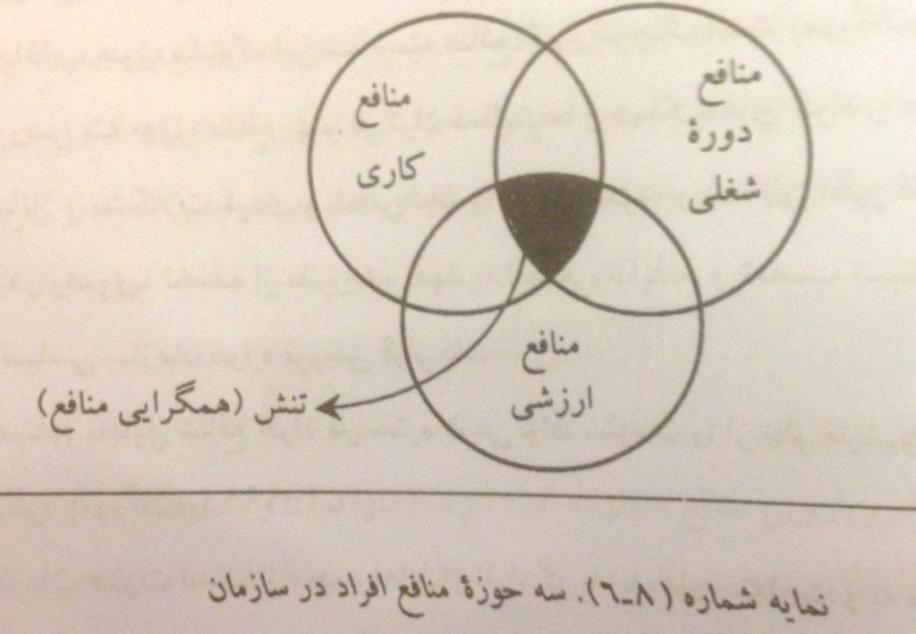 منافع
کاری
منافع
دورهٔ
شغلی
منافع
ارزشی
تنش (همگرایی منافع)
نمایه شماره (۸-۶). سه حوزهٔ منافع افراد در سازمان